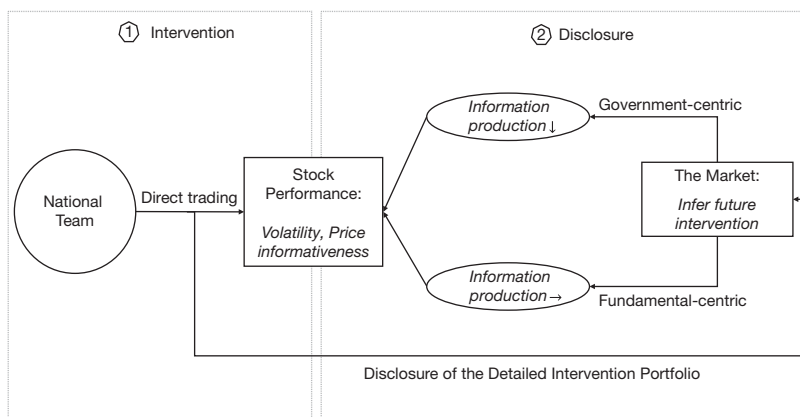 1 Intervention
2 Disclosure
National
Team
Direct trading
Stock
Performance:
Volatility, Price
informativeness
Information
production ↓
Government-centric
The Market:
Infer future
intervention
Information
production →
Fundamental-centric
Disclosure of the Detailed Intervention Portfolio